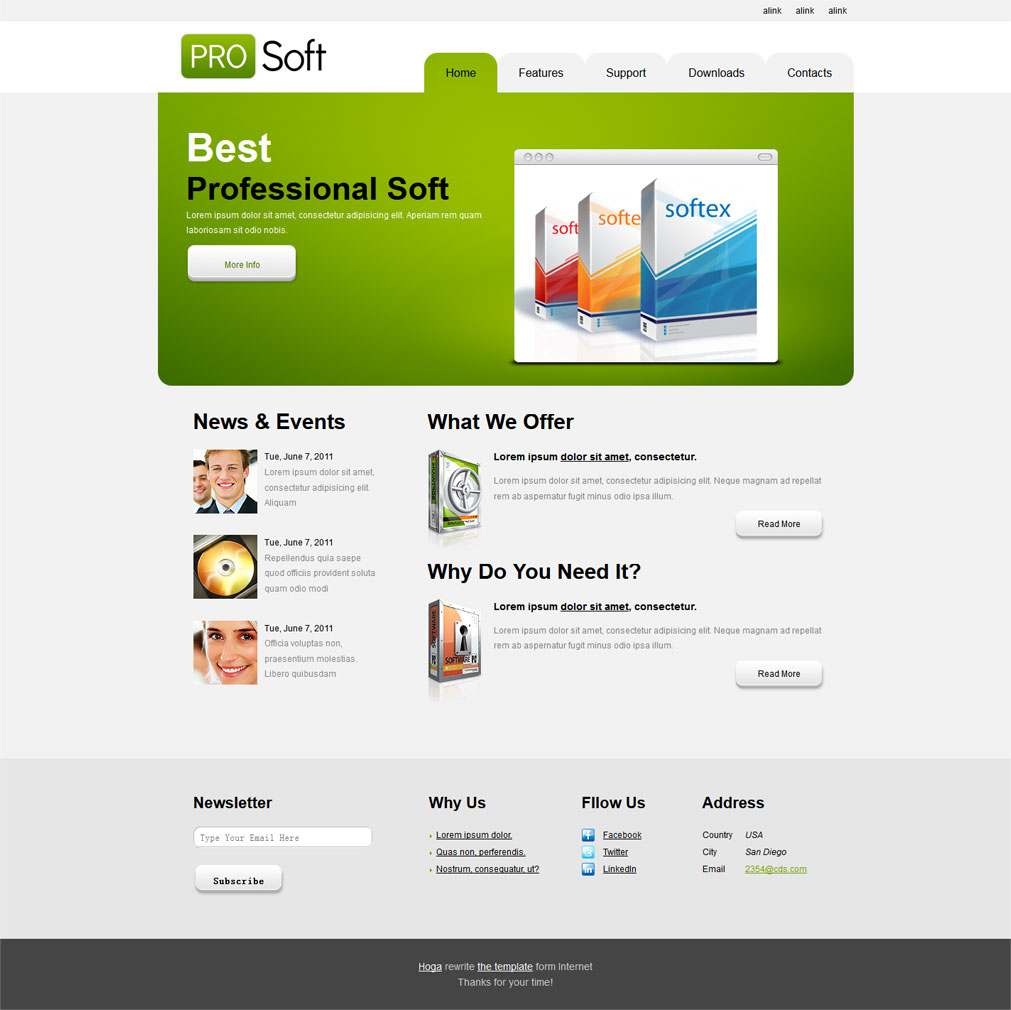 alink alink alink
PRO Soft
Home Features Support Downloads Contacts
Best
Professional Soft
Lorem ipsum dolor sit amet, consectetur adipisicing elit. Aperiam rem quam
laboriosam sit odio nobis.
More Info
soft
softe
softex
News & Events
Tue, June 7, 2011
Lorem ipsum dolor sit amet,
consectetur adipisicing elit.
Aliquam
Tue, June 7, 2011
Repellendus quia saepe
quod officiis provident soluta
quam odio modi
Tue, June 7, 2011
Officia voluptas non,
praesentium molestias.
Libero quibusdam
What We Offer
Lorem ipsum dolor sit amet, consectetur.
Lorem ipsum dolor sit amet, consectetur adipisicing elit. Neque magnam ad repellat
rem ab aspernatur fugit minus odio ipsa illum.
Read More
Why Do You Need It?
Lorem ipsum dolor sit amet, consectetur.
Lorem ipsum dolor sit amet, consectetur adipisicing elit. Neque magnam ad repellat
rem ab aspernatur fugit minus odio ipsa illum.
SOFTWARE
SOFTWARE PC
Read More
Newsletter
Type Your Email Here
Subscribe
Why Us
Lorem ipsum dolor.
Quas non, perferendis.
Nostrum, consequatur, ut?
Fllow Us
Facebook
Twitter
LinkedIn
Address
Country USA
City San Diego
Email 2354@cds.com
Hoga rewrite the template form Internet
Thanks for your time!